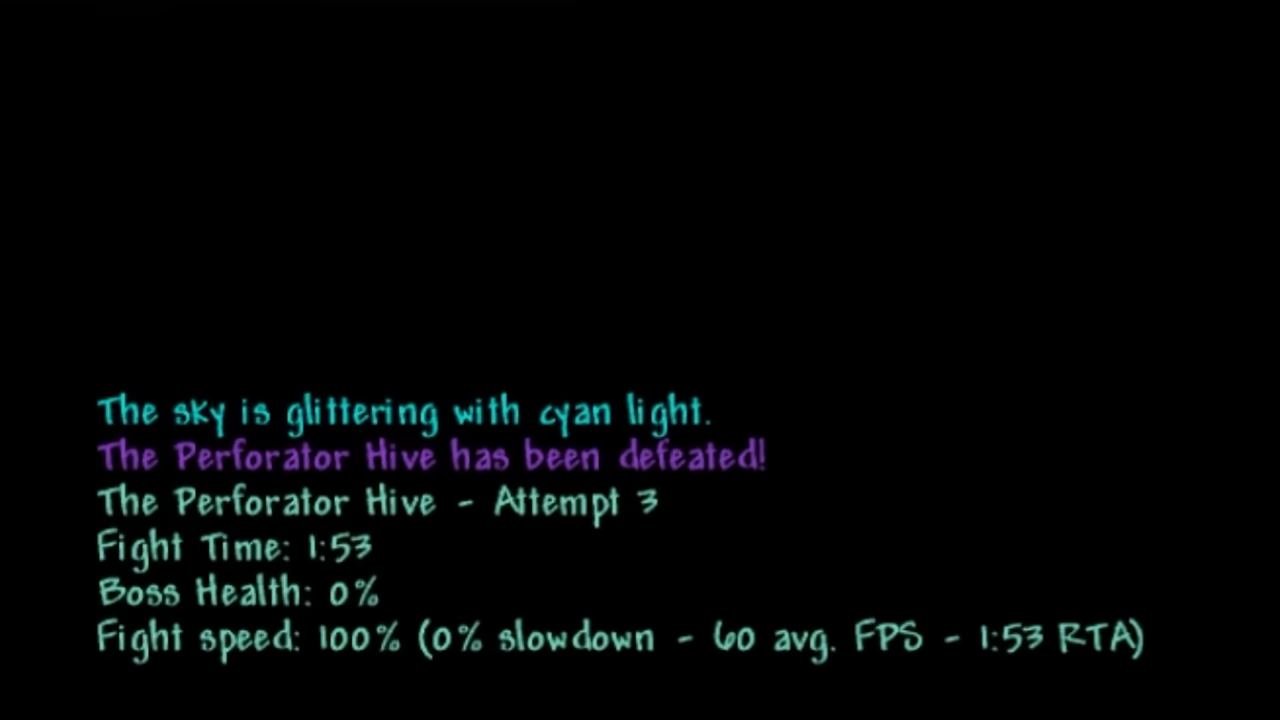 The sky is glittering with cyan light.
The Perforator Hive has been defeated!
The Perforator Hive - Attempt 3
Fight Time: 1:53
Boss Health: 0%
Fight speed: 100% (0% slowdown - 60 avg. FPS - 1:53 RTA)